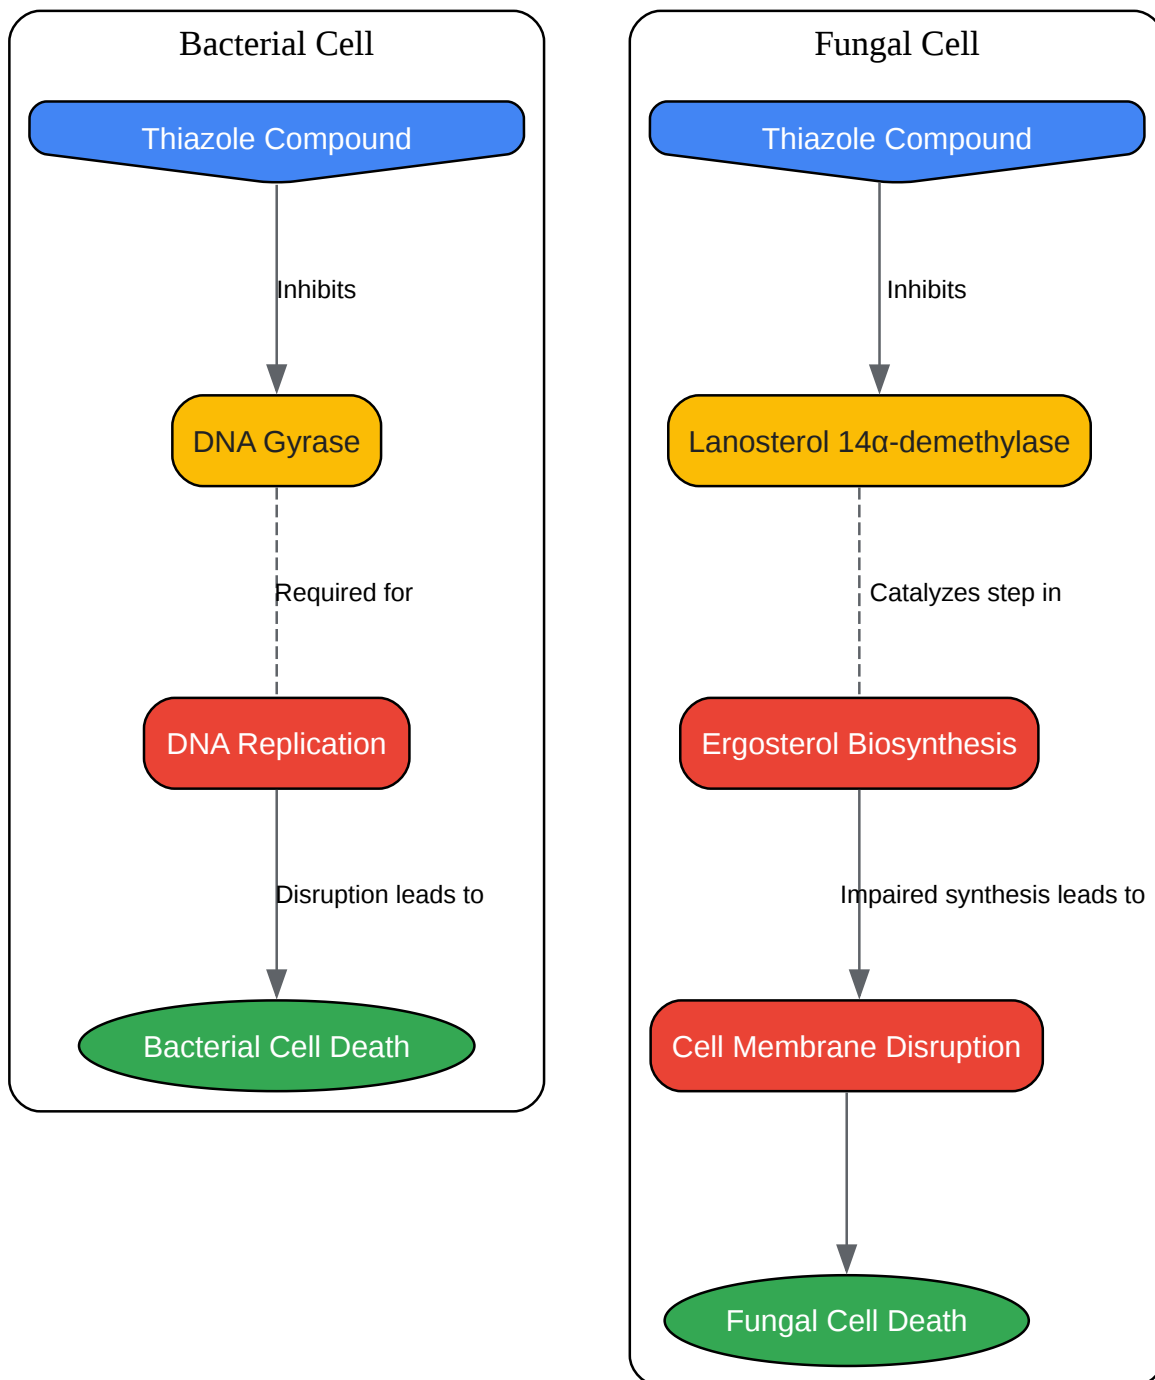 Bacterial Cell
Thiazole Compound
Inhibits
DNA Gyrase
Required for
DNA Replication
Disruption leads to
Bacterial Cell Death
Fungal Cell
Thiazole Compound
Inhibits
Lanosterol 14α-demethylase
Catalyzes step in
Ergosterol Biosynthesis
Impaired synthesis leads to
Cell Membrane Disruption
Fungal Cell Death